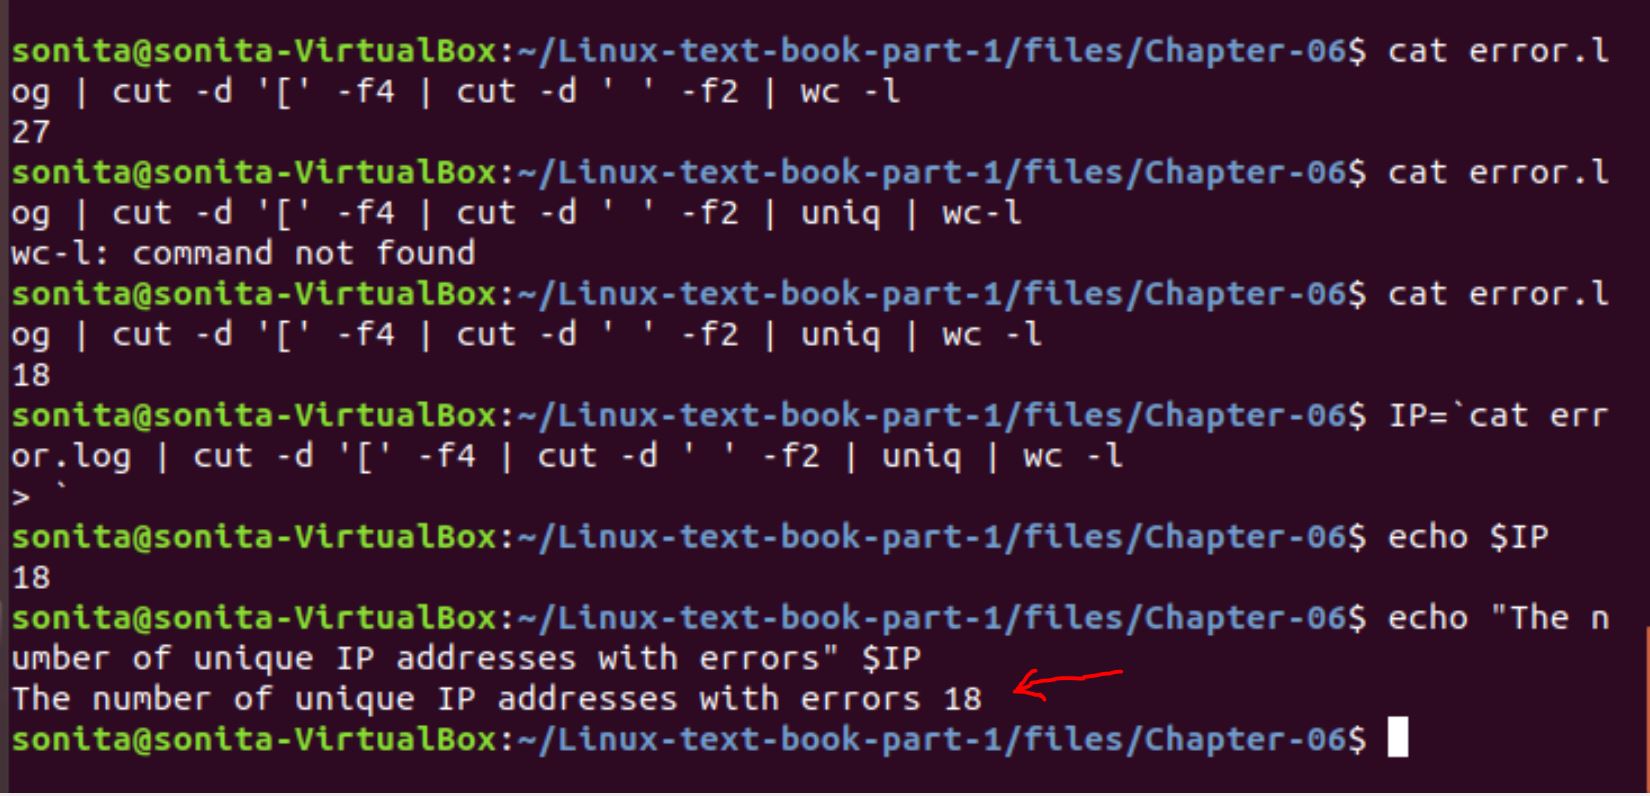 sonita@sonita-VirtualBox:~/Linux-text-book-part-1/files/Chapter-06$ cat error.l
og | cut -d '[' -f4 | cut -d ' ' -f2 | wc -l
27
sonita@sonita-VirtualBox:~/Linux-text-book-part-1/files/Chapter-06$ cat error.l
og | cut -d '[' -f4 | cut -d ' ' -f2 | uniq | wc-l
wc-l: command not found
sonita@sonita-VirtualBox:~/Linux-text-book-part-1/files/Chapter-06$ cat error.l
og | cut -d '[' -f4 | cut -d ' ' -f2 | uniq | wc -l
18
sonita@sonita-VirtualBox:~/Linux-text-book-part-1/files/Chapter-06$ IP=`cat err
or.log | cut -d '[' -f4 | cut -d ' ' -f2 | uniq | wc -l
> `
sonita@sonita-VirtualBox:~/Linux-text-book-part-1/files/Chapter-06$ echo $IP
18
sonita@sonita-VirtualBox:~/Linux-text-book-part-1/files/Chapter-06$ echo "The n
umber of unique IP addresses with errors" $IP
The number of unique IP addresses with errors 18
sonita@sonita-VirtualBox:~/Linux-text-book-part-1/files/Chapter-06$